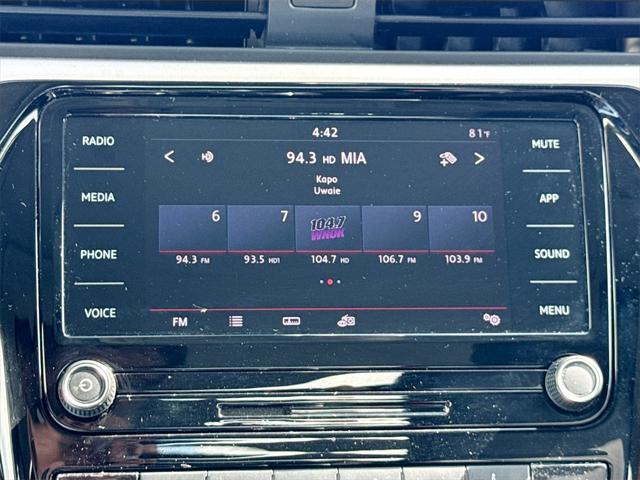 4:42 81°F
RADIO MUTE
< HD 94.3 HD MIA >
Kapo
Uwaie
MEDIA APP
6 7 104.7 WNOK 9 10
PHONE 94.3 FM 93.5 HD1 104.7 HD 106.7 FM 103.9 FM SOUND
VOICE MENU
FM